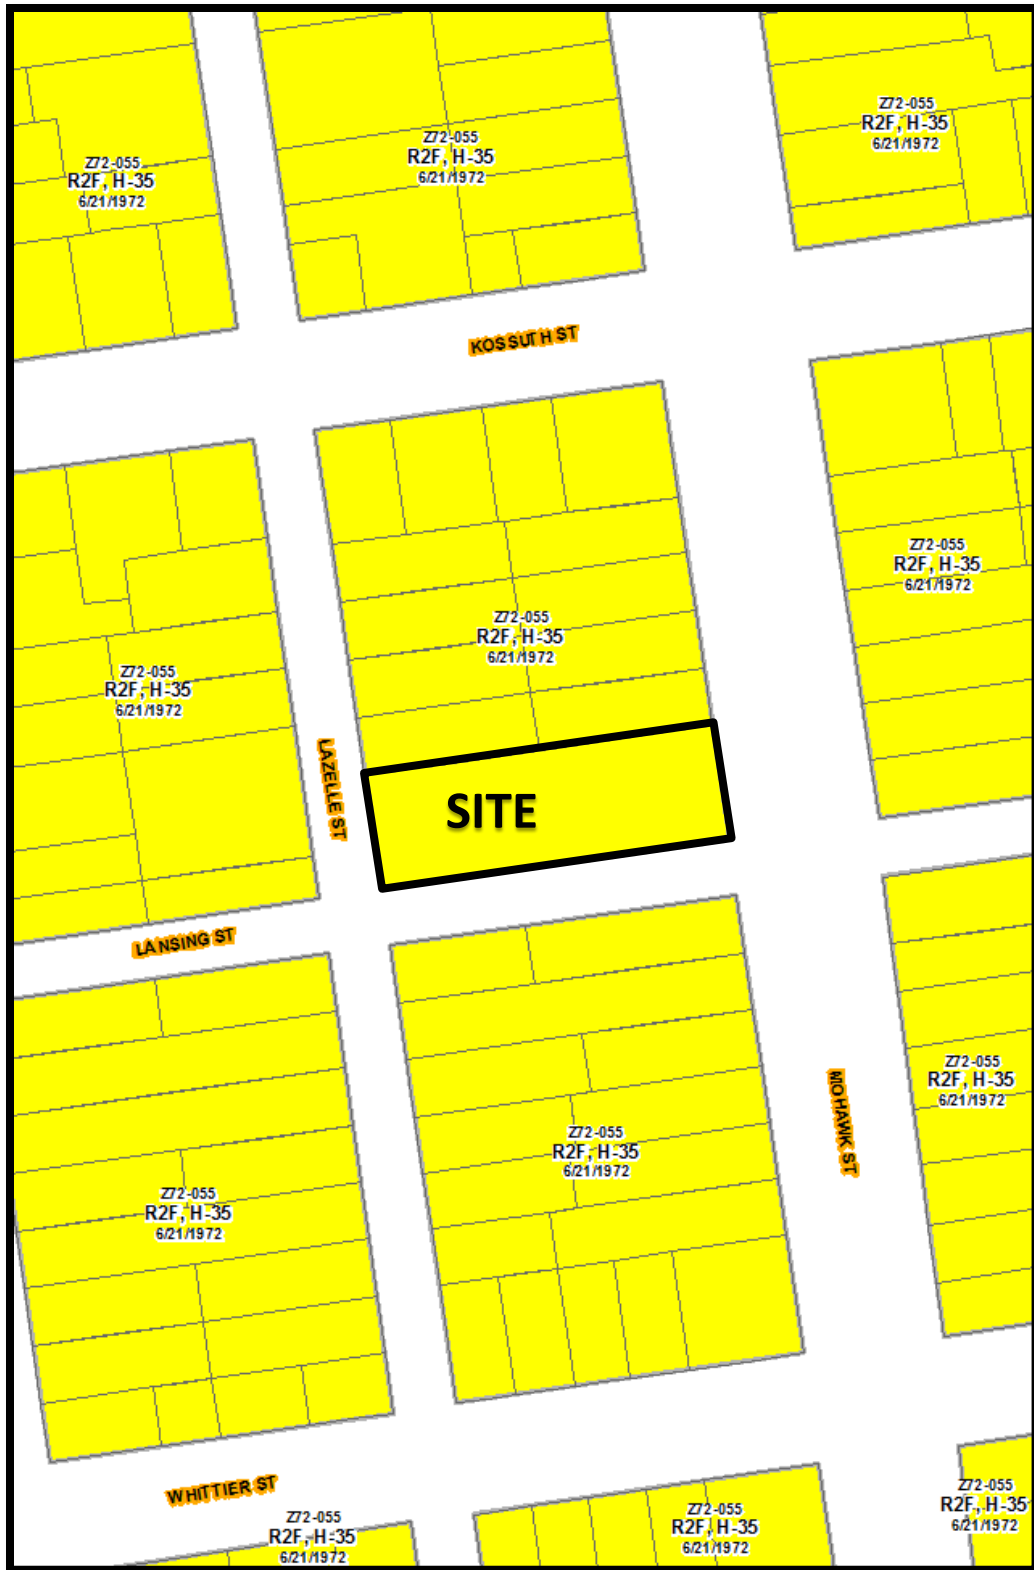 Z72-055
R2F, H-35
6/21/1972
Z72-055
R2F, H-35
6/21/1972
Z72-055
R2F, H-35
6/21/1972
KOSSUTH ST
Z72-055
R2F, H-35
6/21/1972
Z72-055
R2F, H-35
6/21/1972
Z72-055
R2F, H-35
6/21/1972
LAZELLE ST
SITE
LANSING ST
Z72-055
R2F, H-35
6/21/1972
MOHAWK ST
Z72-055
R2F, H-35
6/21/1972
Z72-055
R2F, H-35
6/21/1972
WHITTIER ST
Z72-055
R2F, H-35
6/21/1972
Z72-055
R2F, H-35
6/21/1972
Z72-055
R2F, H-35
6/21/1972